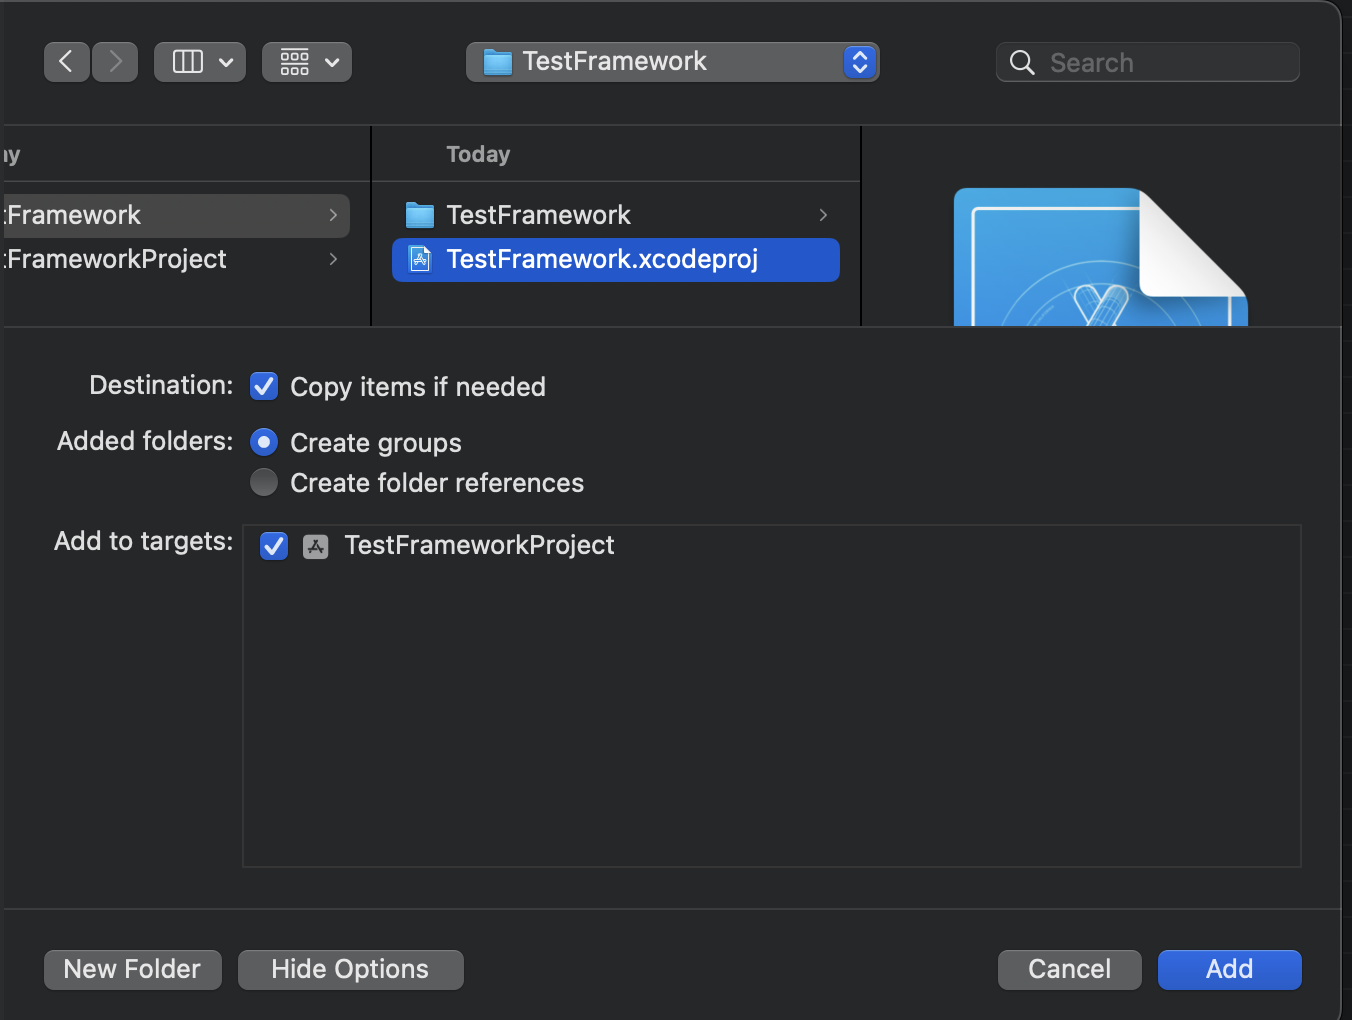 TestFramework
Search
Today
Framework
TestFramework
FrameworkProject
TestFramework.xcodeproj
Destination: Copy items if needed
Added folders: Create groups
Create folder references
Add to targets: TestFrameworkProject
New Folder Hide Options Cancel Add